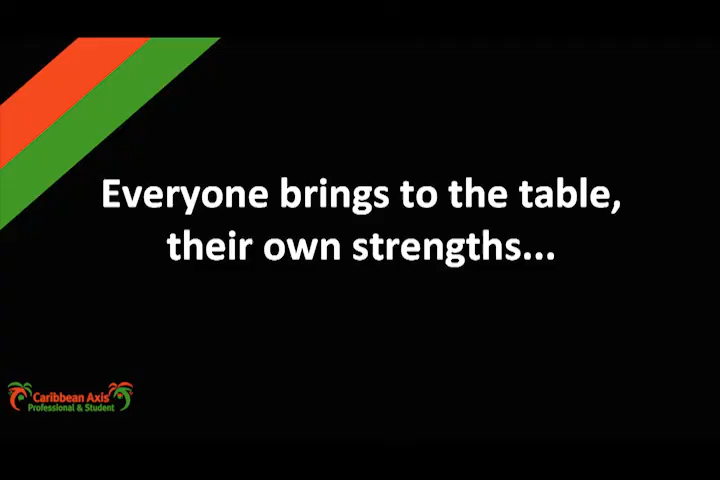 Everyone brings to the table,
their own strengths...
Caribbean Axis
Professional & Student